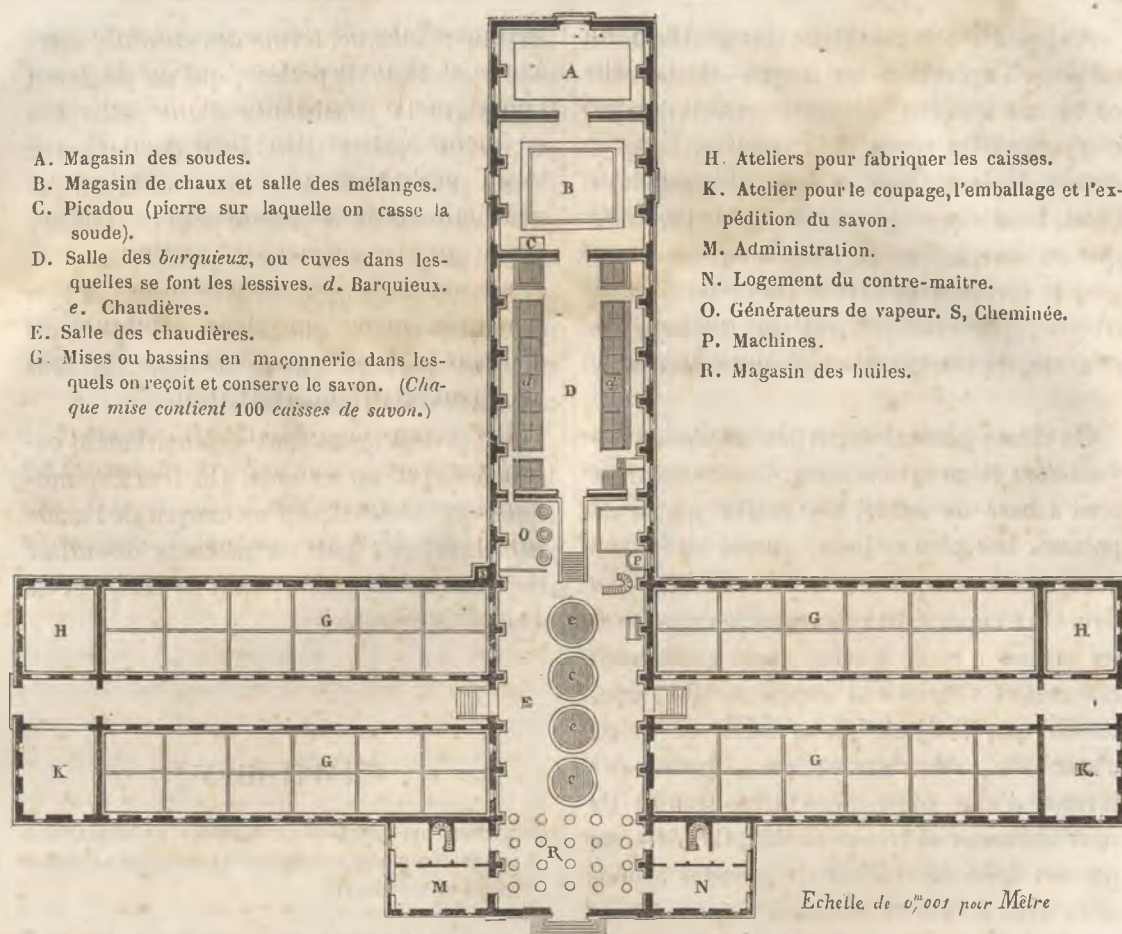 A. Magasin des soudes.
B. Magasin de chaux et salle des mélanges.
C. Picadou (pierre sur laquelle on casse la
soude).
D. Salle des barquieux, ou cuves dans les-
quelles se font les lessives. d. Barquieux.
e. Chaudières.
E. Salle des chaudières.
G. Mises ou bassins en maçonnerie dans les-
quels on reçoit et conserve le savon. (Cha-
que mise contient 100 caisses de savon.)
H. Ateliers pour fabriquer les caisses.
K. Atelier pour le coupage, l'emballage et l'ex-
pédition du savon.
M. Administration.
N. Logement du contre-maître.
O. Générateurs de vapeur. S, Cheminée.
P. Machines.
R. Magasin des huiles.
A
B
C
d
D
d
O
P
S
H
G
e
G
H
e
E
e
K
G
e
G
K
R
M
N
Echelle de 0,m001 pour Mètre